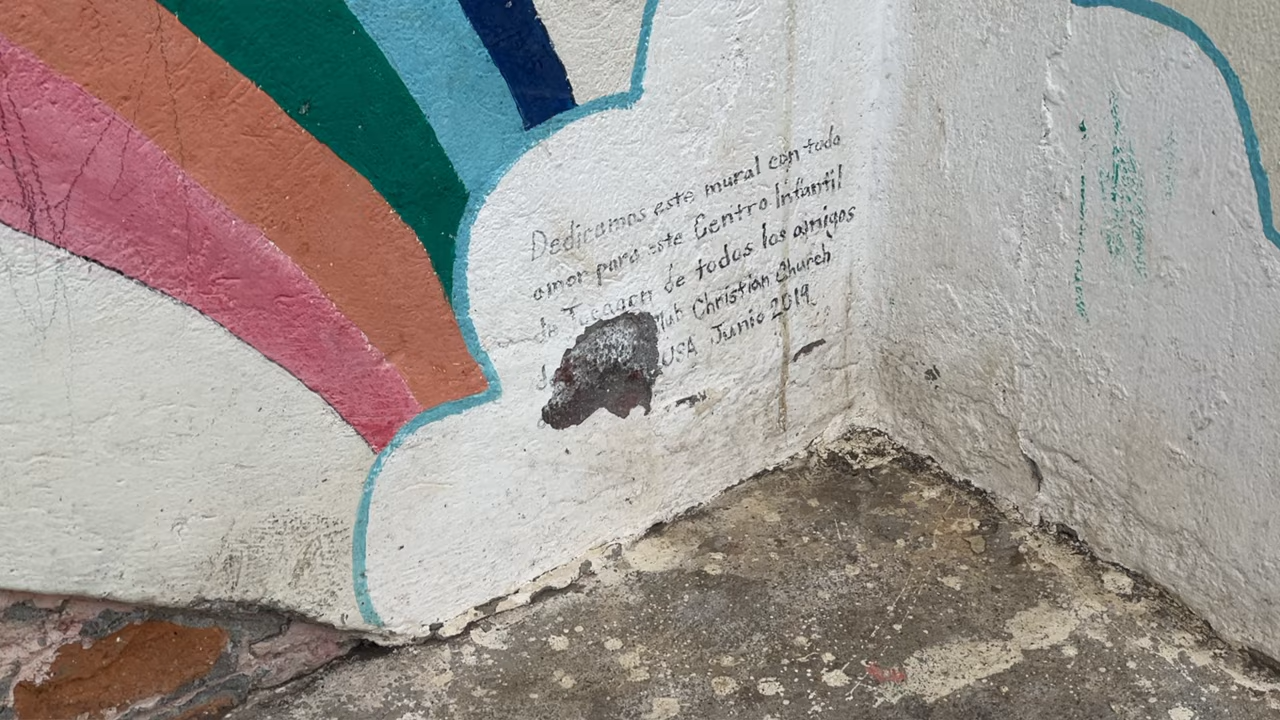 Dedicamos este mural con todo
amor para este Centro Infantil
de de todos los amigos
Christian Church
USA Junio 2019